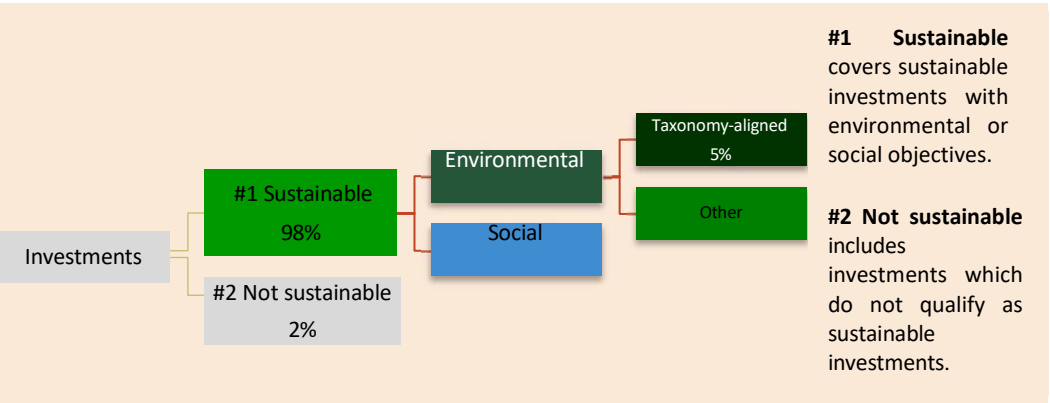 Investments
#1 Sustainable
98%
#2 Not sustainable
2%
Environmental
Social
Taxonomy-aligned
5%
Other
#1 Sustainable
covers sustainable
investments with
environmental or
social objectives.
#2 Not sustainable
includes
investments which
do not qualify as
sustainable
investments.